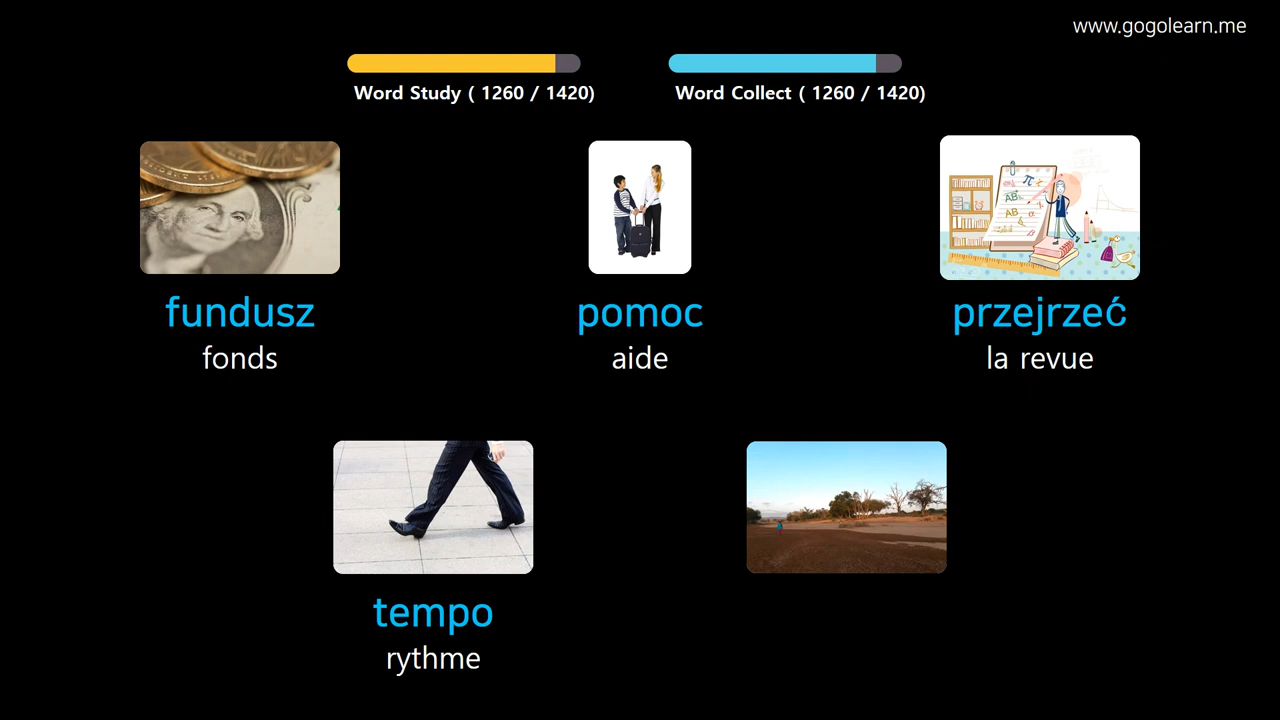 www.gogolearn.me
Word Study ( 1260 / 1420)
Word Collect ( 1260 / 1420)
fundusz
fonds
pomoc
aide
przejrzeć
la revue
tempo
rythme